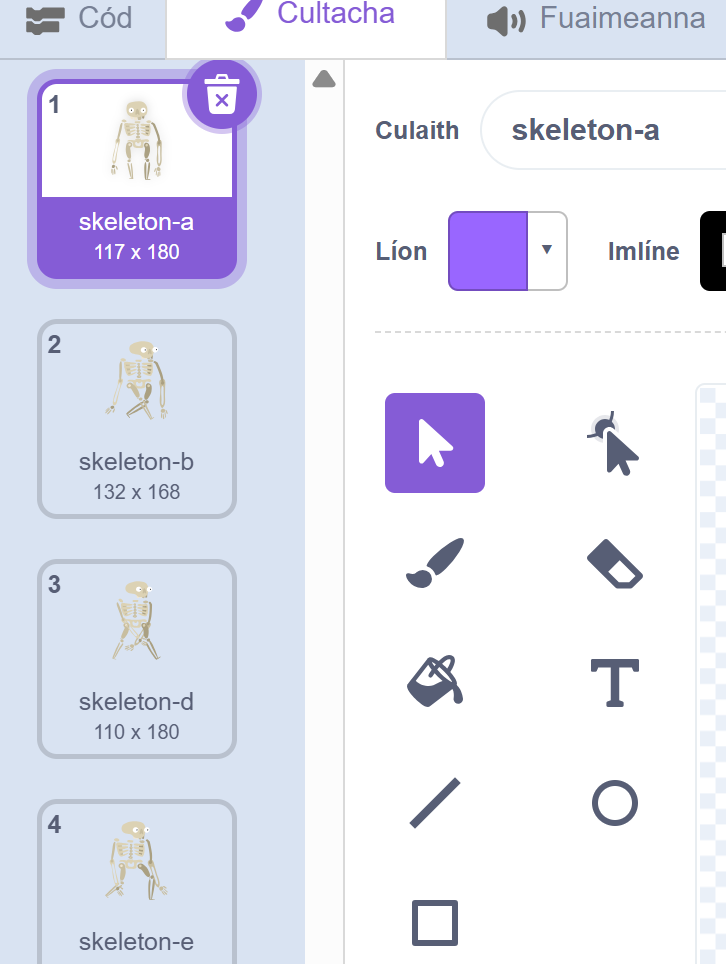 Cód
Cultacha
Fuaimeanna
1
skeleton-a
117 x 180
2
skeleton-b
132 x 168
3
skeleton-d
110 x 180
4
skeleton-e
Culaith
skeleton-a
Líon
Imlíne
T